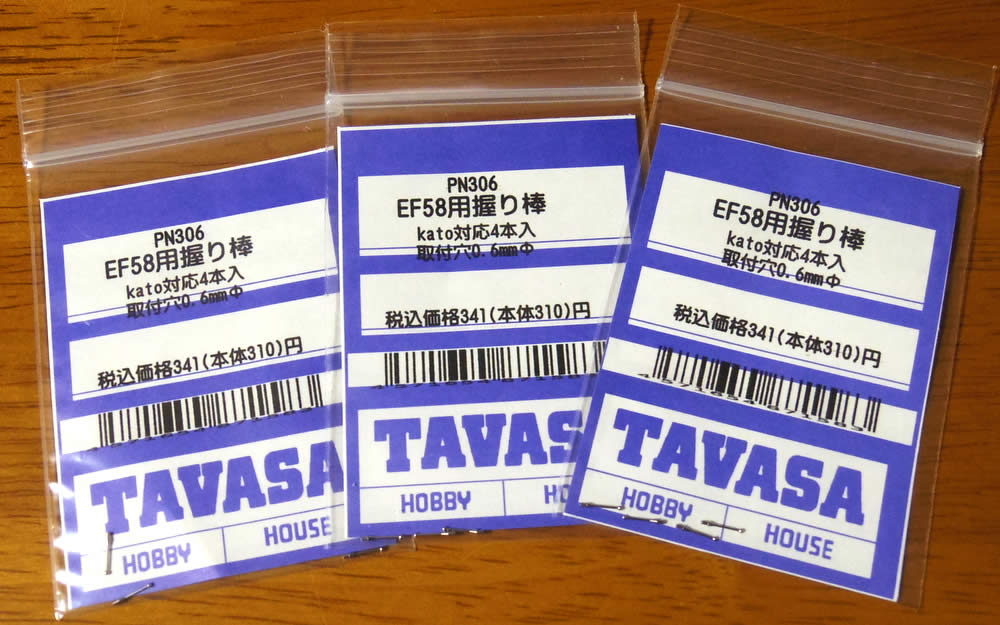 PN306
EF58用握り棒
kato対応4本入
取付穴0.6mmΦ
税込価格341(本体310)円
TAVASA
HOBBY
HOUSE
PN306
EF58用握り棒
kato対応4本入
取付穴0.6mmΦ
税込価格341(本体310)円
TAVAS
HOBBY
HO
PN306
EF58用握り棒
kato対応4本入
取付穴0.6mmΦ
税込価格341(本体310)円
TAVASA
HOBBY
HOUSE